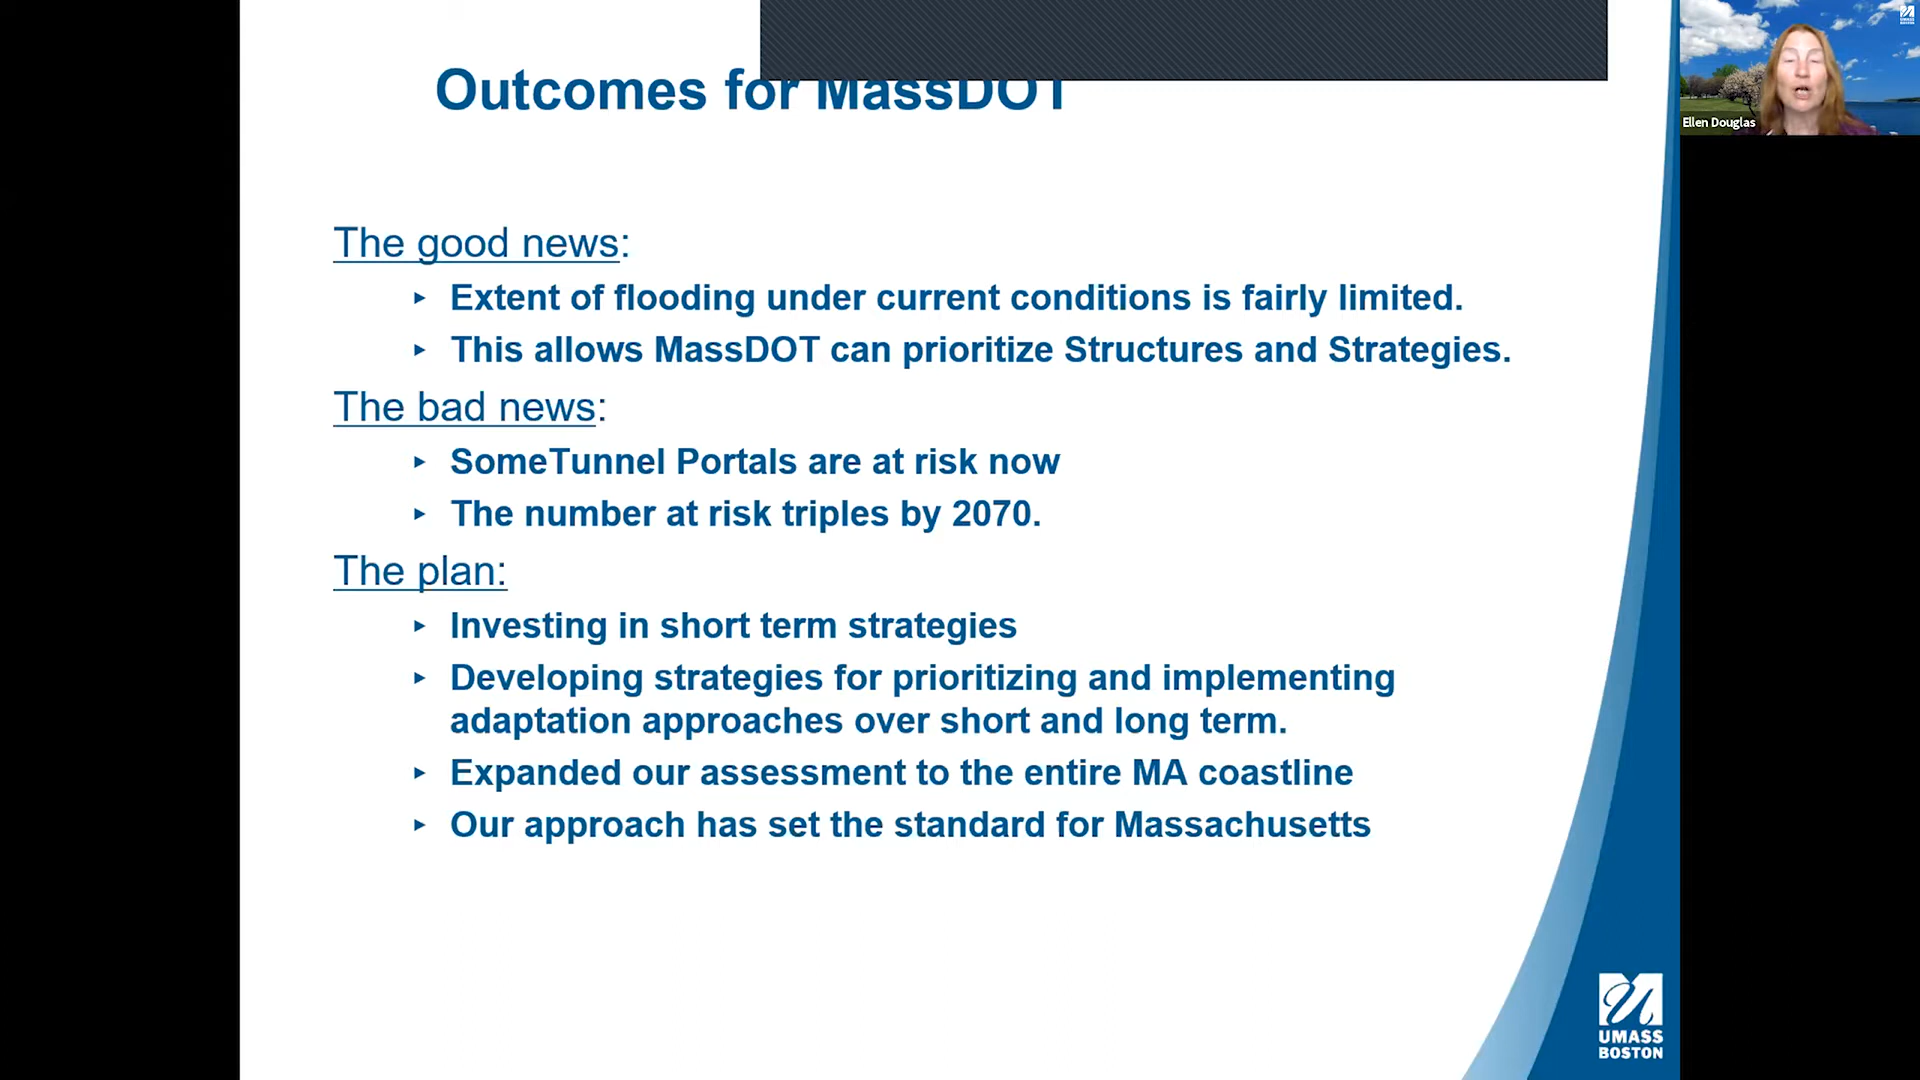 Outcomes for MassDOT
The good news:
‣ Extent of flooding under current conditions is fairly limited.
‣ This allows MassDOT can prioritize Structures and Strategies.
The bad news:
‣ SomeTunnel Portals are at risk now
‣ The number at risk triples by 2070.
The plan:
‣ Investing in short term strategies
‣ Developing strategies for prioritizing and implementing
adaptation approaches over short and long term.
‣ Expanded our assessment to the entire MA coastline
‣ Our approach has set the standard for Massachusetts
UMASS
BOSTON
Ellen Douglas